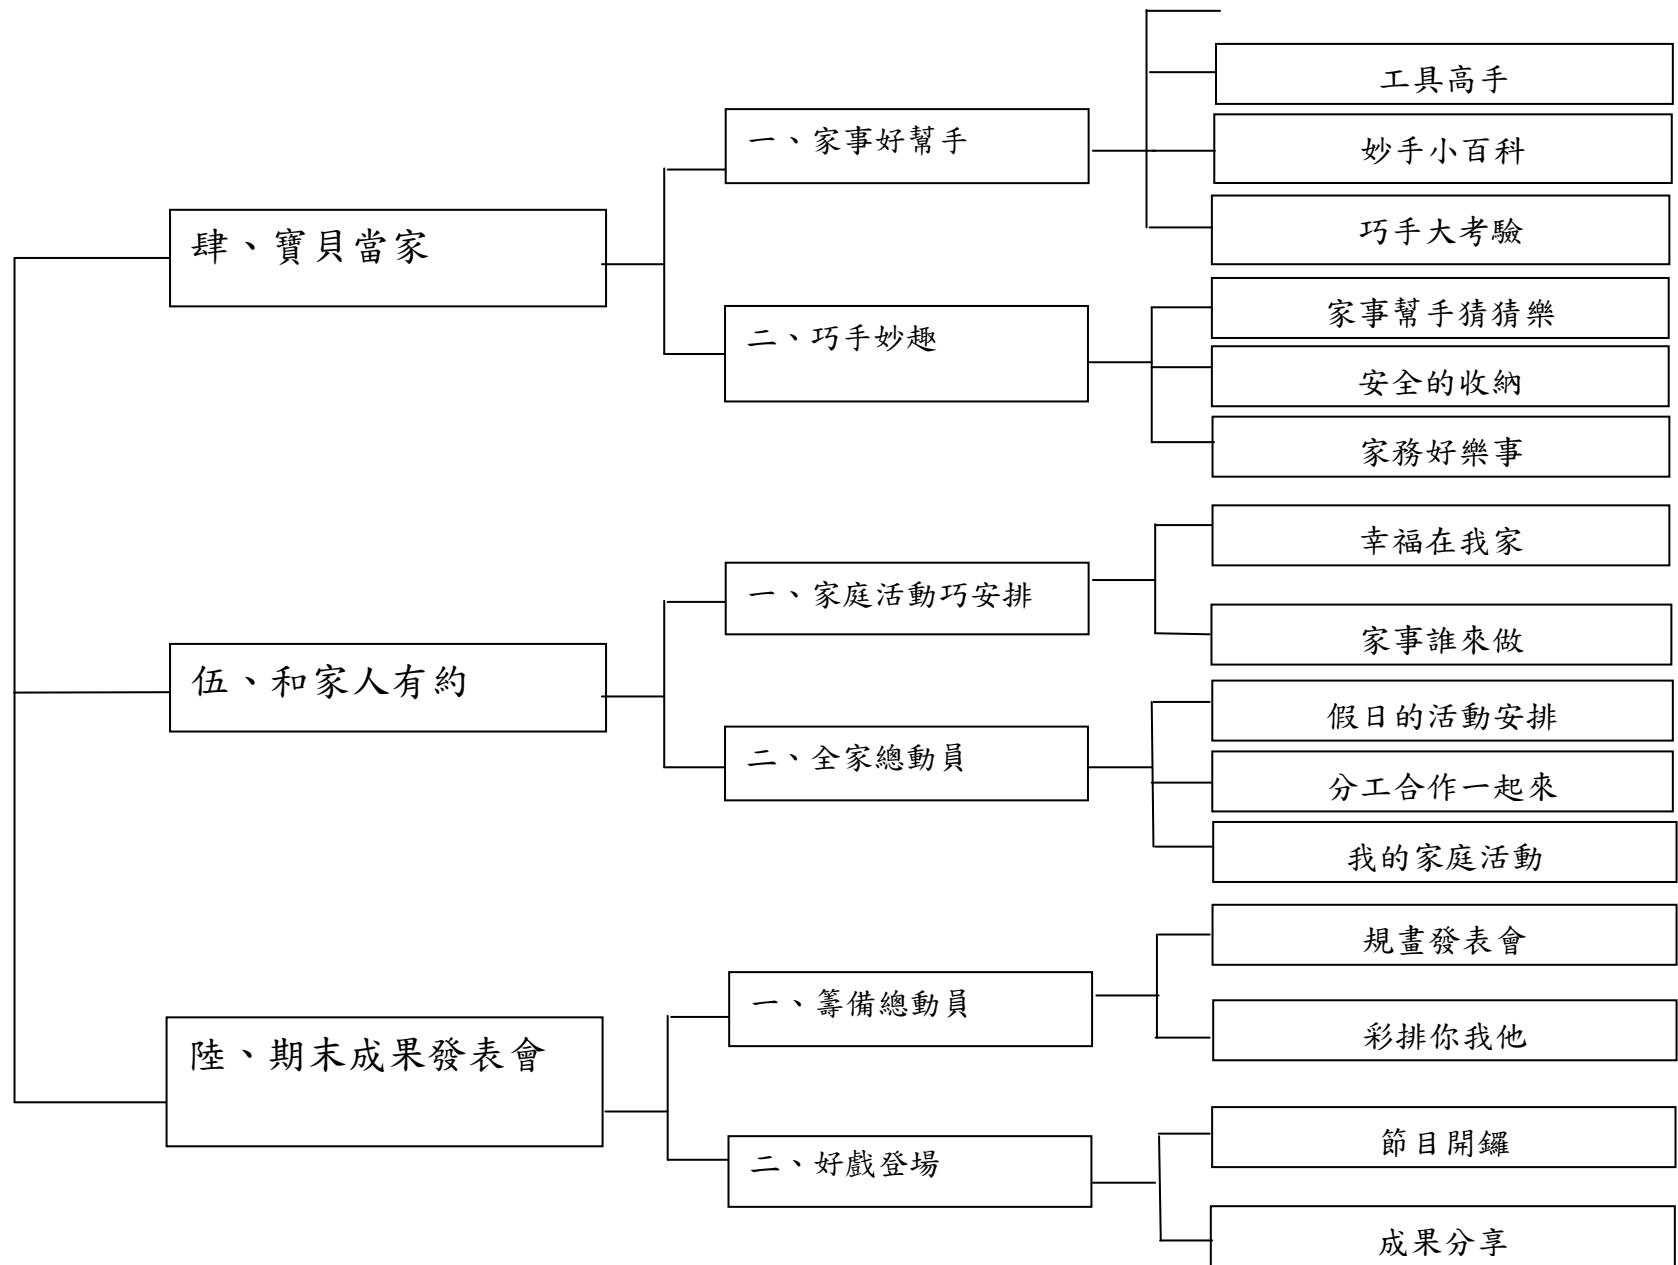 工具高手
一、家事好幫手
妙手小百科
肆、寶貝當家
巧手大考驗
二、巧手妙趣
家事幫手猜猜樂
安全的收納
家務好樂事
幸福在我家
一、家庭活動巧安排
伍、和家人有約
家事誰來做
二、全家總動員
假日的活動安排
分工合作一起來
我的家庭活動
規畫發表會
一、籌備總動員
陸、期末成果發表會
彩排你我他
二、好戲登場
節目開鑼
成果分享